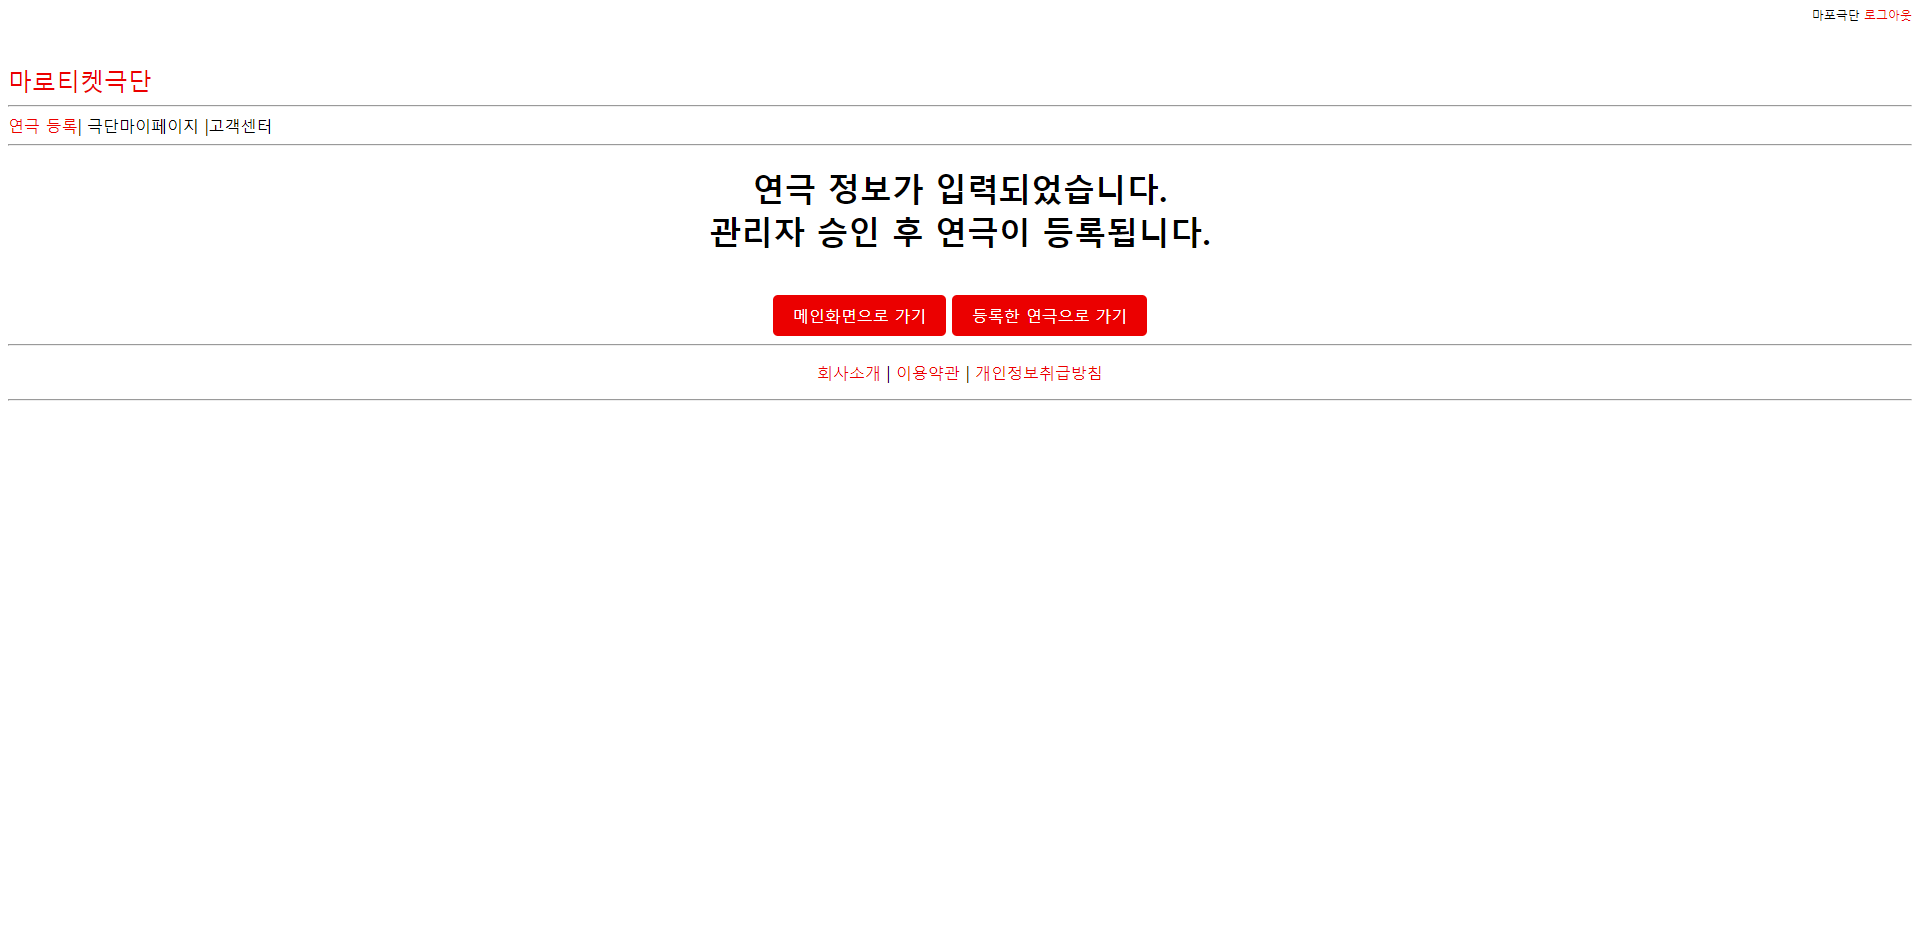 마포극단 로그아웃
마로티켓극단
연극 등록| 극단마이페이지 |고객센터
연극 정보가 입력되었습니다.
관리자 승인 후 연극이 등록됩니다.
메인화면으로 가기 등록한 연극으로 가기
회사소개 | 이용약관 | 개인정보취급방침